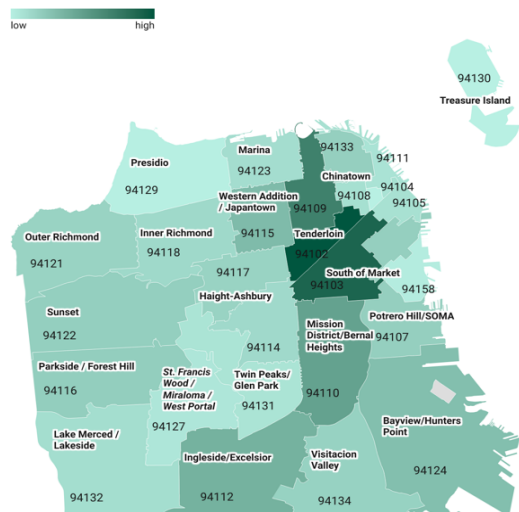 low
high
94130
Treasure Island
94133
Marina
94111
Presidio
94123
Chinatown
94129
94104
94108
94105
Western Addition
/ Japantown
94109
94115
Tenderloin
Outer Richmond
Inner Richmond
94118
94102
94121
94117
South of Market
94103
94158
Haight-Ashbury
Sunset
Potrero Hill/SOMA
94122
Mission
District/Bernal
Heights
94107
94114
Parkside / Forest Hill
St. Francis
Wood /
Miraloma /
West Portal
Twin Peaks/
Glen Park
94116
94110
94131
94127
Bayview/Hunters
Point
Lake Merced /
Lakeside
Ingleside/Excelsior
Visitacion
Valley
94124
94132
94112
94134